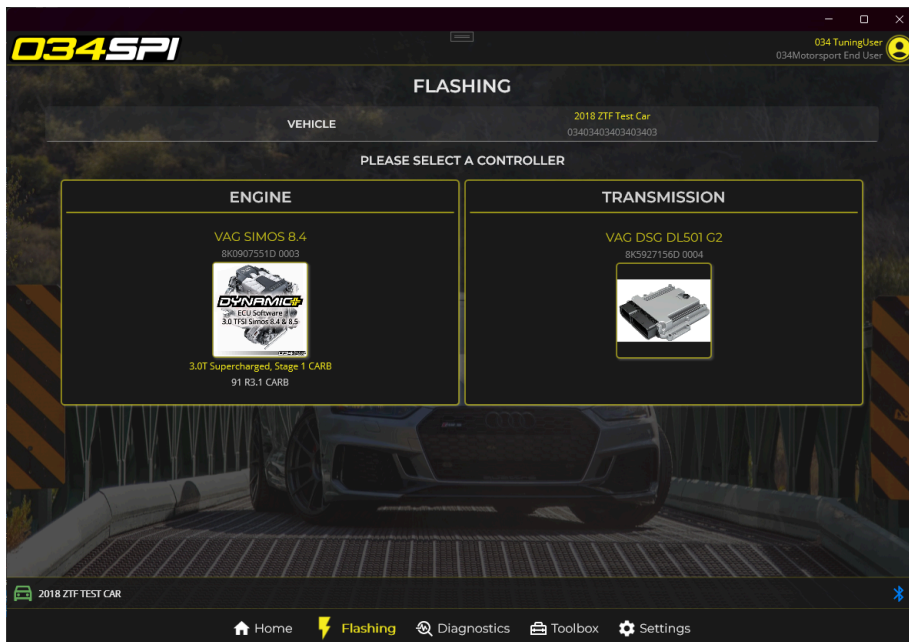 034SPI
034 TuningUser
034Motorsport End User
FLASHING
VEHICLE
2018 ZTF Test Car
03403403403403403
PLEASE SELECT A CONTROLLER
ENGINE
VAG SIMOS 8.4
8K0907551D 0003
DYNAMIC+
ECU Software
3.0 TFSI Simos 8.4 & 8.5
3.0T Supercharged, Stage 1 CARB
91 R3.1 CARB
TRANSMISSION
VAG DSG DL501 G2
8K5927156D 0004
2018 ZTF TEST CAR
Home
Flashing
Diagnostics
Toolbox
Settings